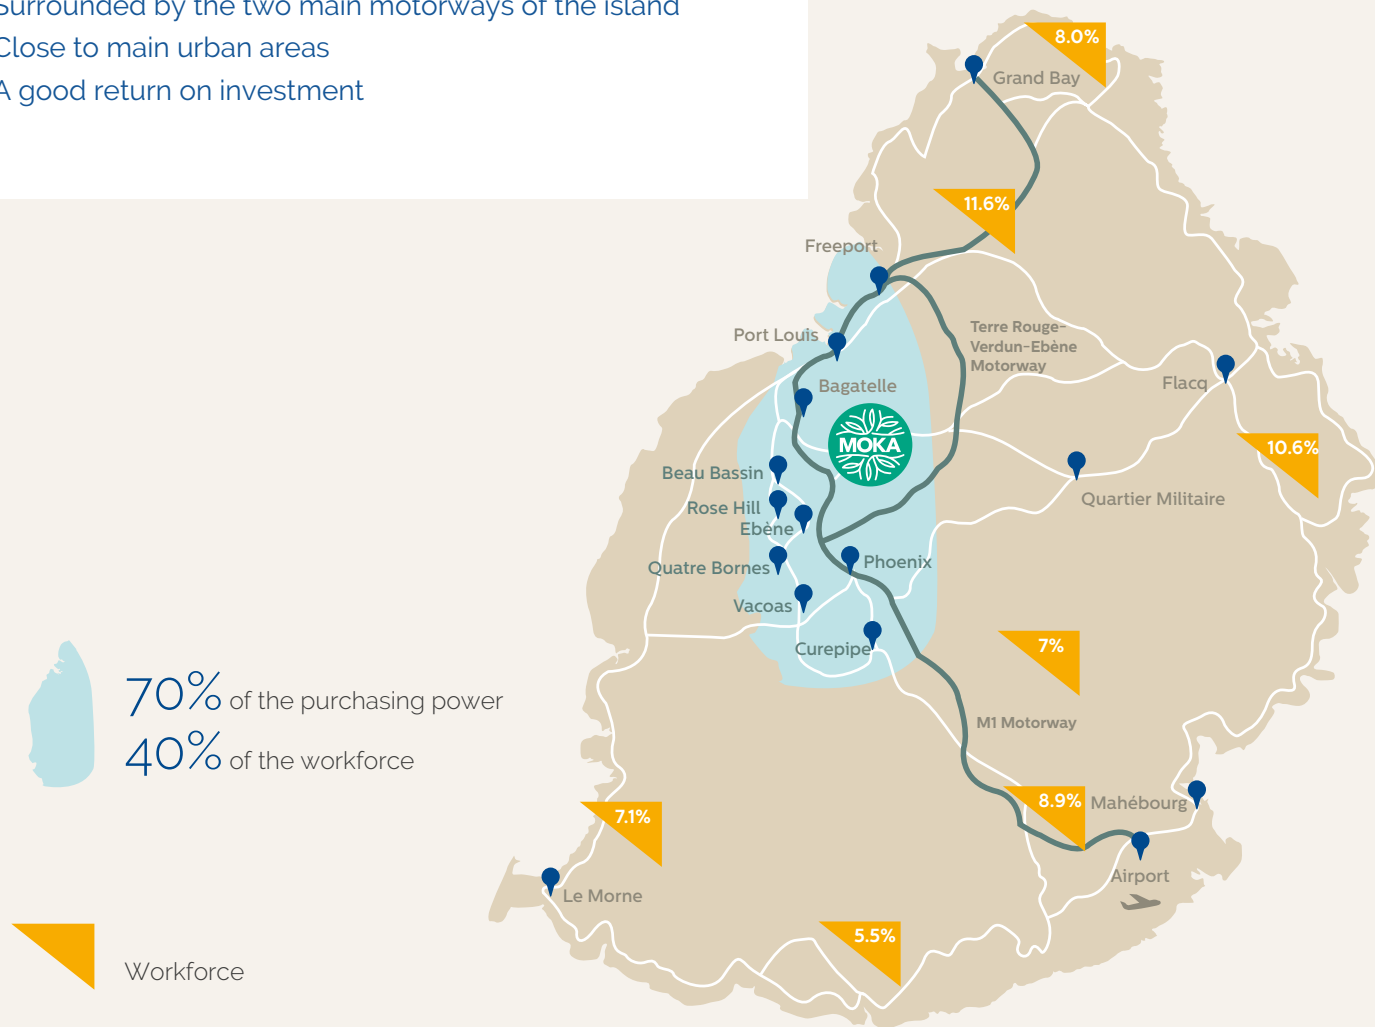 Surrounded by the two main motorways of the island
Close to main urban areas
A good return on investment
8.0%
Grand Bay
11.6%
Freeport
Terre Rouge-
Verdun-Ebène
Motorway
Port Louis
Flacq
Bagatelle
MOKA
10.6%
Beau Bassin
Quartier Militaire
Rose Hill
Ebène
Quatre Bornes
Phoenix
Vacoas
Curepipe
7%
70% of the purchasing power
M1 Motorway
40% of the workforce
8.9%
Mahébourg
7.1%
Airport
Le Morne
5.5%
Workforce